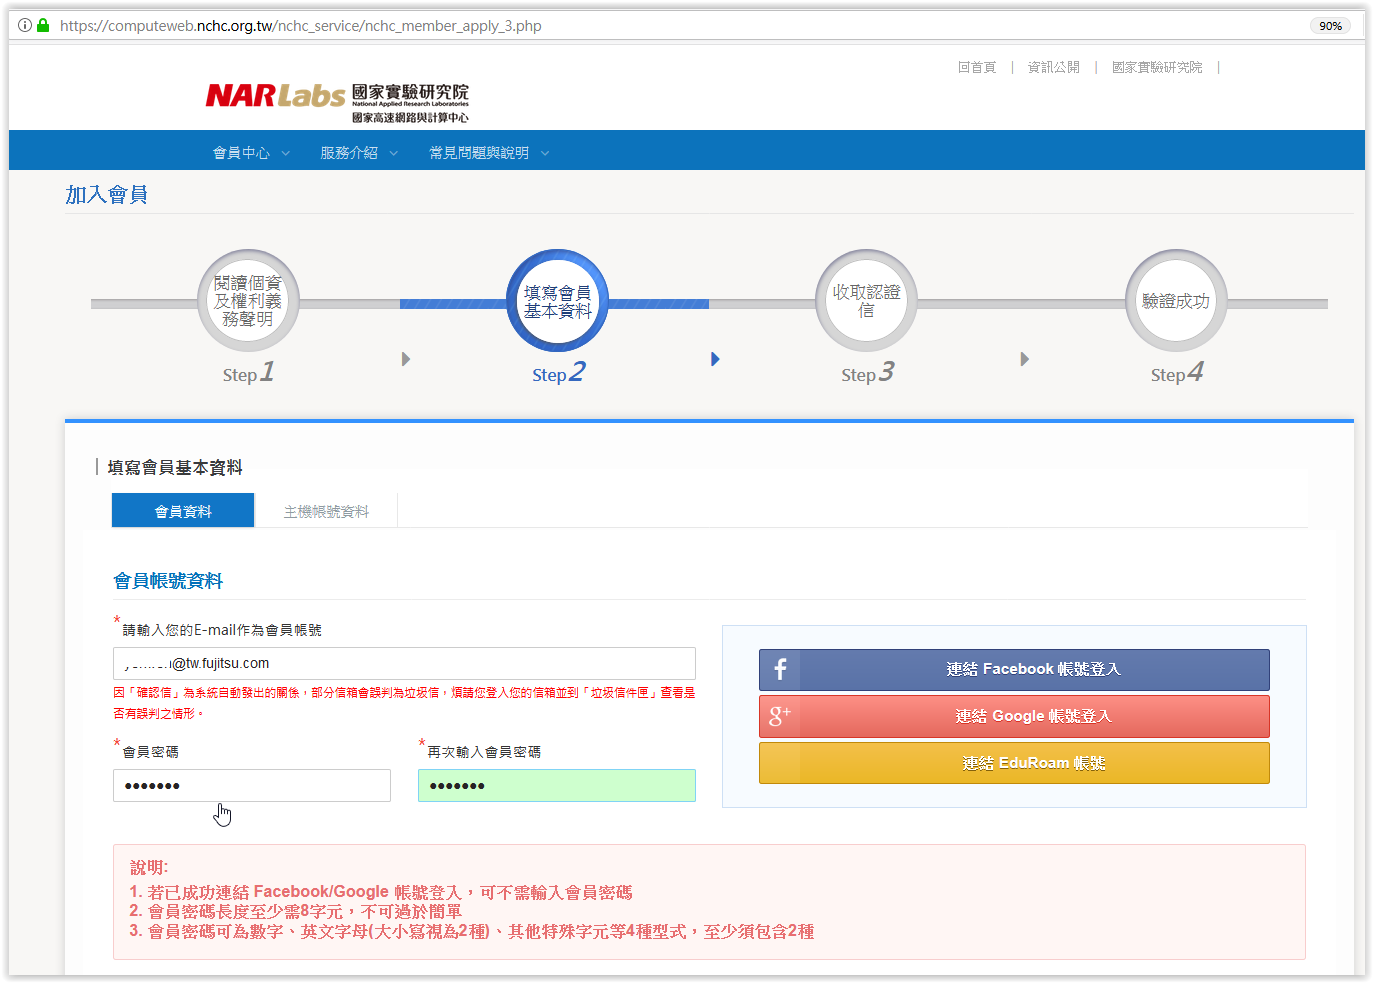 https://computeweb.nchc.org.tw/nchc_service/nchc_member_apply_3.php
90%
回首頁 | 資訊公開 | 國家實驗研究院 |
NARLabs 國家實驗研究院
National Applied Research Laboratories
國家高速網路與計算中心
會員中心 服務介紹 常見問題與說明
加入會員
閱讀個資及權利義務聲明
Step1
填寫會員基本資料
Step2
收取認證信
Step3
驗證成功
Step4
填寫會員基本資料
會員資料 主機帳號資料
會員帳號資料
*請輸入您的E-mail作為會員帳號
@tw.fujitsu.com
因「確認信」為系統自動發出的關係，部分信箱會誤判為垃圾信，煩請您登入您的信箱並到「垃圾信件匣」查看是
否有誤判之情形。
*會員密碼 *再次輸入會員密碼
●●●●●●● ●●●●●●●
f 連結 Facebook 帳號登入
g+ 連結 Google 帳號登入
連結 EduRoam 帳號
說明:
1. 若已成功連結 Facebook/Google 帳號登入，可不需輸入會員密碼
2. 會員密碼長度至少需8字元，不可過於簡單
3. 會員密碼可為數字、英文字母(大小寫視為2種)、其他特殊字元等4種型式，至少須包含2種